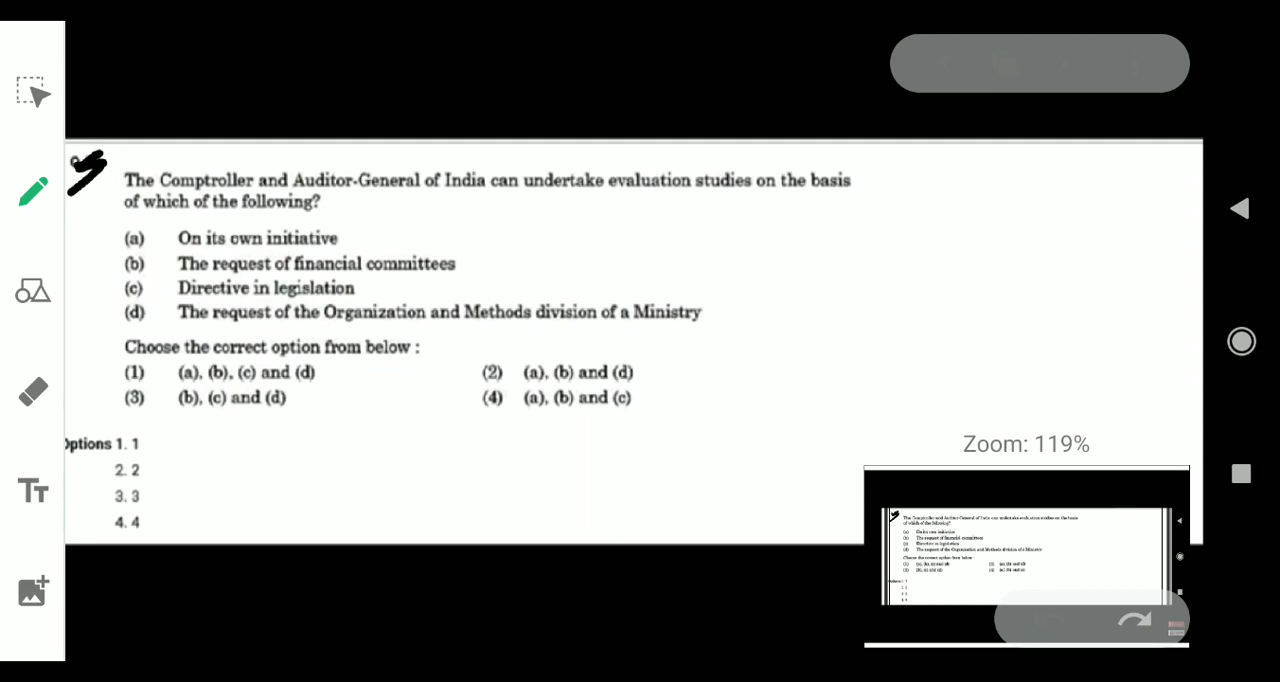 The Comptroller and Auditor-General of India can undertake evaluation studies on the basis
of which of the following?
(a) On its own initiative
(b) The request of financial committees
(c) Directive in legislation
(d) The request of the Organization and Methods division of a Ministry
Choose the correct option from below :
(1) (a), (b), (c) and (d) (2) (a), (b) and (d)
(3) (b), (c) and (d) (4) (a), (b) and (c)
Options 1. 1
2. 2
3. 3
4. 4
Zoom: 119%
TT